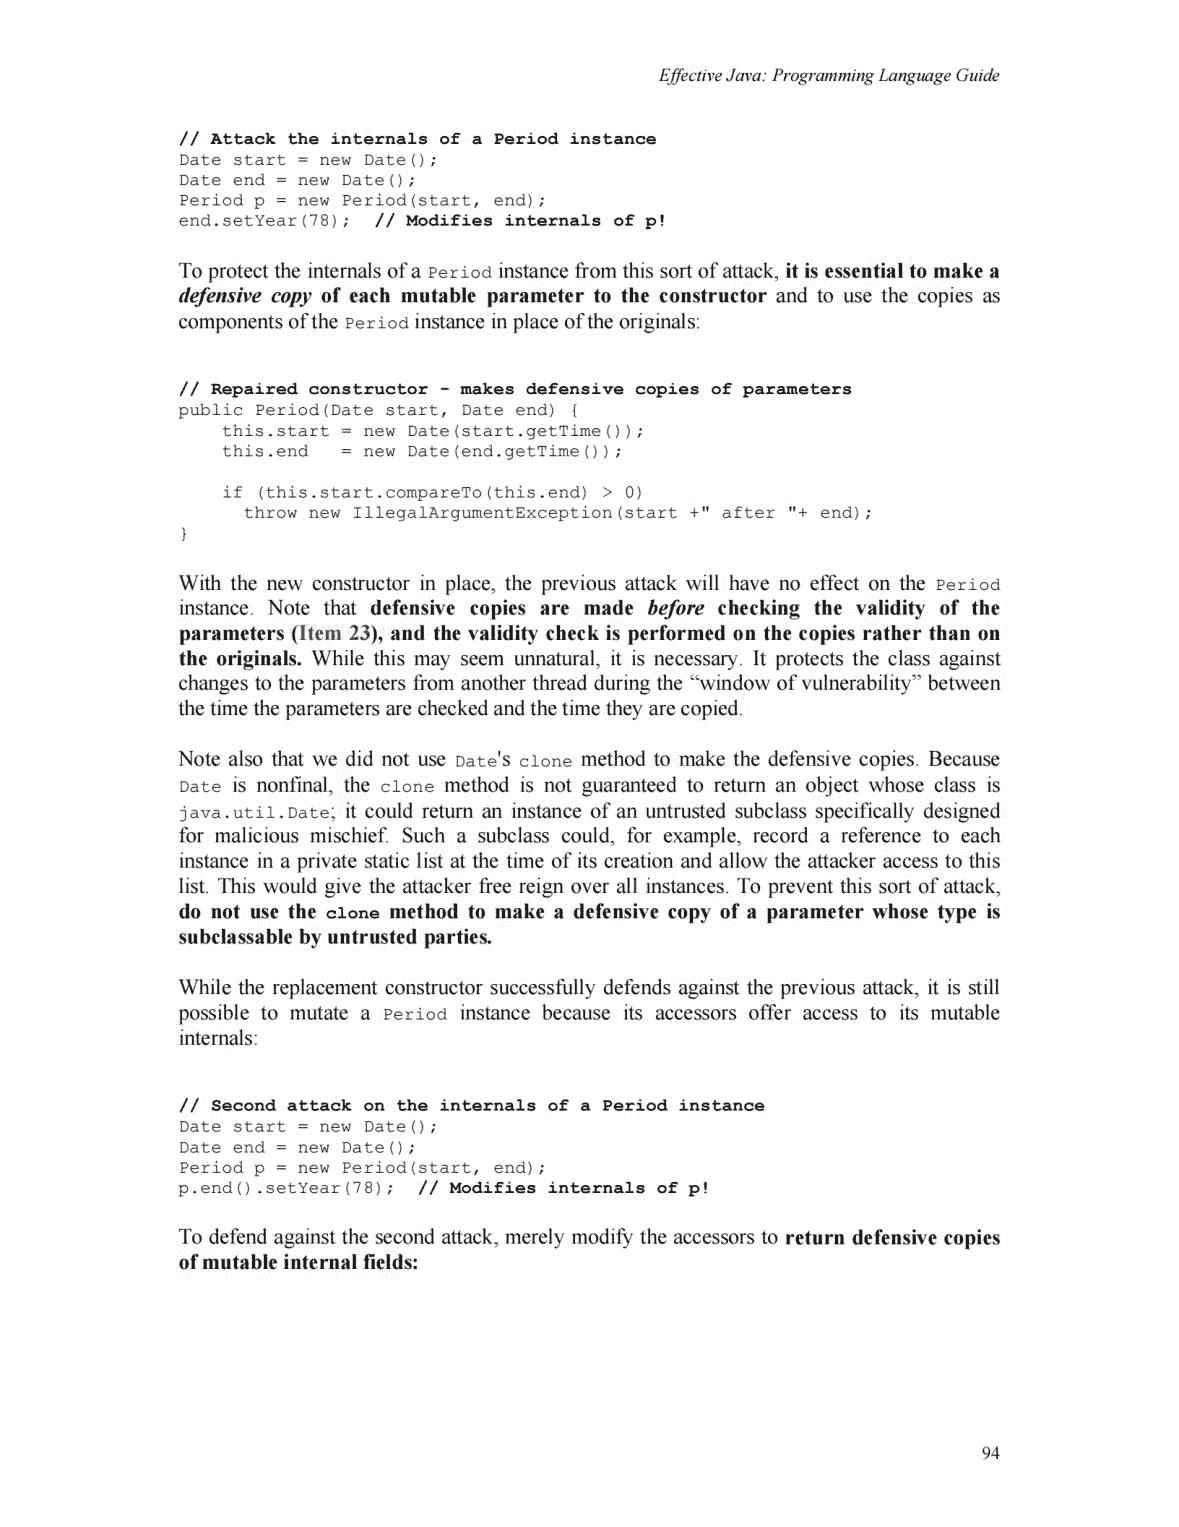 Effective Java: Programming Language Guide
// Attack the internals of a Period instance
Date start = new Date();
Date end = new Date();
Period p = new Period(start, end);
end.setYear(78);  // Modifies internals of p!
To protect the internals of a Period instance from this sort of attack, it is essential to make a
defensive copy of each mutable parameter to the constructor and to use the copies as
components of the Period instance in place of the originals:
// Repaired constructor - makes defensive copies of parameters
public Period(Date start, Date end) {
    this.start = new Date(start.getTime());
    this.end   = new Date(end.getTime());
    if (this.start.compareTo(this.end) > 0)
      throw new IllegalArgumentException(start +" after "+ end);
}
With the new constructor in place, the previous attack will have no effect on the Period
instance. Note that defensive copies are made before checking the validity of the
parameters (Item 23), and the validity check is performed on the copies rather than on
the originals. While this may seem unnatural, it is necessary. It protects the class against
changes to the parameters from another thread during the “window of vulnerability” between
the time the parameters are checked and the time they are copied.
Note also that we did not use Date's clone method to make the defensive copies. Because
Date is nonfinal, the clone method is not guaranteed to return an object whose class is
java.util.Date; it could return an instance of an untrusted subclass specifically designed
for malicious mischief. Such a subclass could, for example, record a reference to each
instance in a private static list at the time of its creation and allow the attacker access to this
list. This would give the attacker free reign over all instances. To prevent this sort of attack,
do not use the clone method to make a defensive copy of a parameter whose type is
subclassable by untrusted parties.
While the replacement constructor successfully defends against the previous attack, it is still
possible to mutate a Period instance because its accessors offer access to its mutable
internals:
// Second attack on the internals of a Period instance
Date start = new Date();
Date end = new Date();
Period p = new Period(start, end);
p.end().setYear(78);  // Modifies internals of p!
To defend against the second attack, merely modify the accessors to return defensive copies
of mutable internal fields:
94